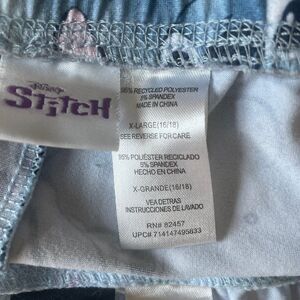 Disney
STITCH
95% RECYCLED POLYESTER
5% SPANDEX
MADE IN CHINA
X-LARGE(16/18)
SEE REVERSE FOR CARE
95% POLIÉSTER RECICLADO
5% SPANDEX
HECHO EN CHINA
X-GRANDE(16/18)
VEA DETRAS
INSTRUCCIONES DE LAVADO
RN# 82457
UPC# 714147495633